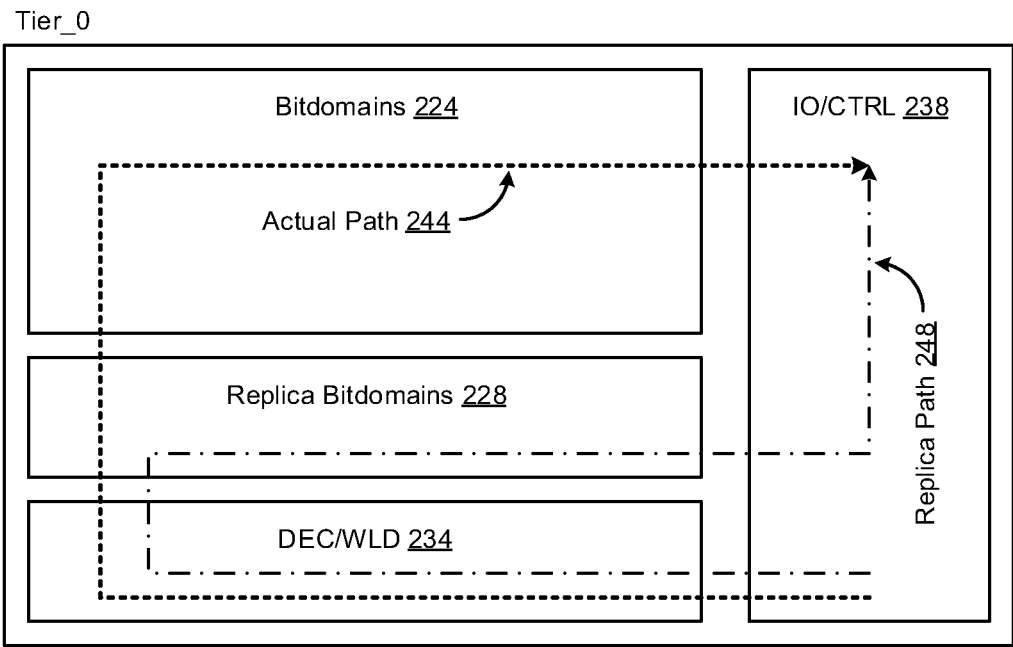 Tier_0
Bitdomains 224
IO/CTRL 238
Actual Path 244
Replica Path 248
Replica Bitdomains 228
DEC/WLD 234